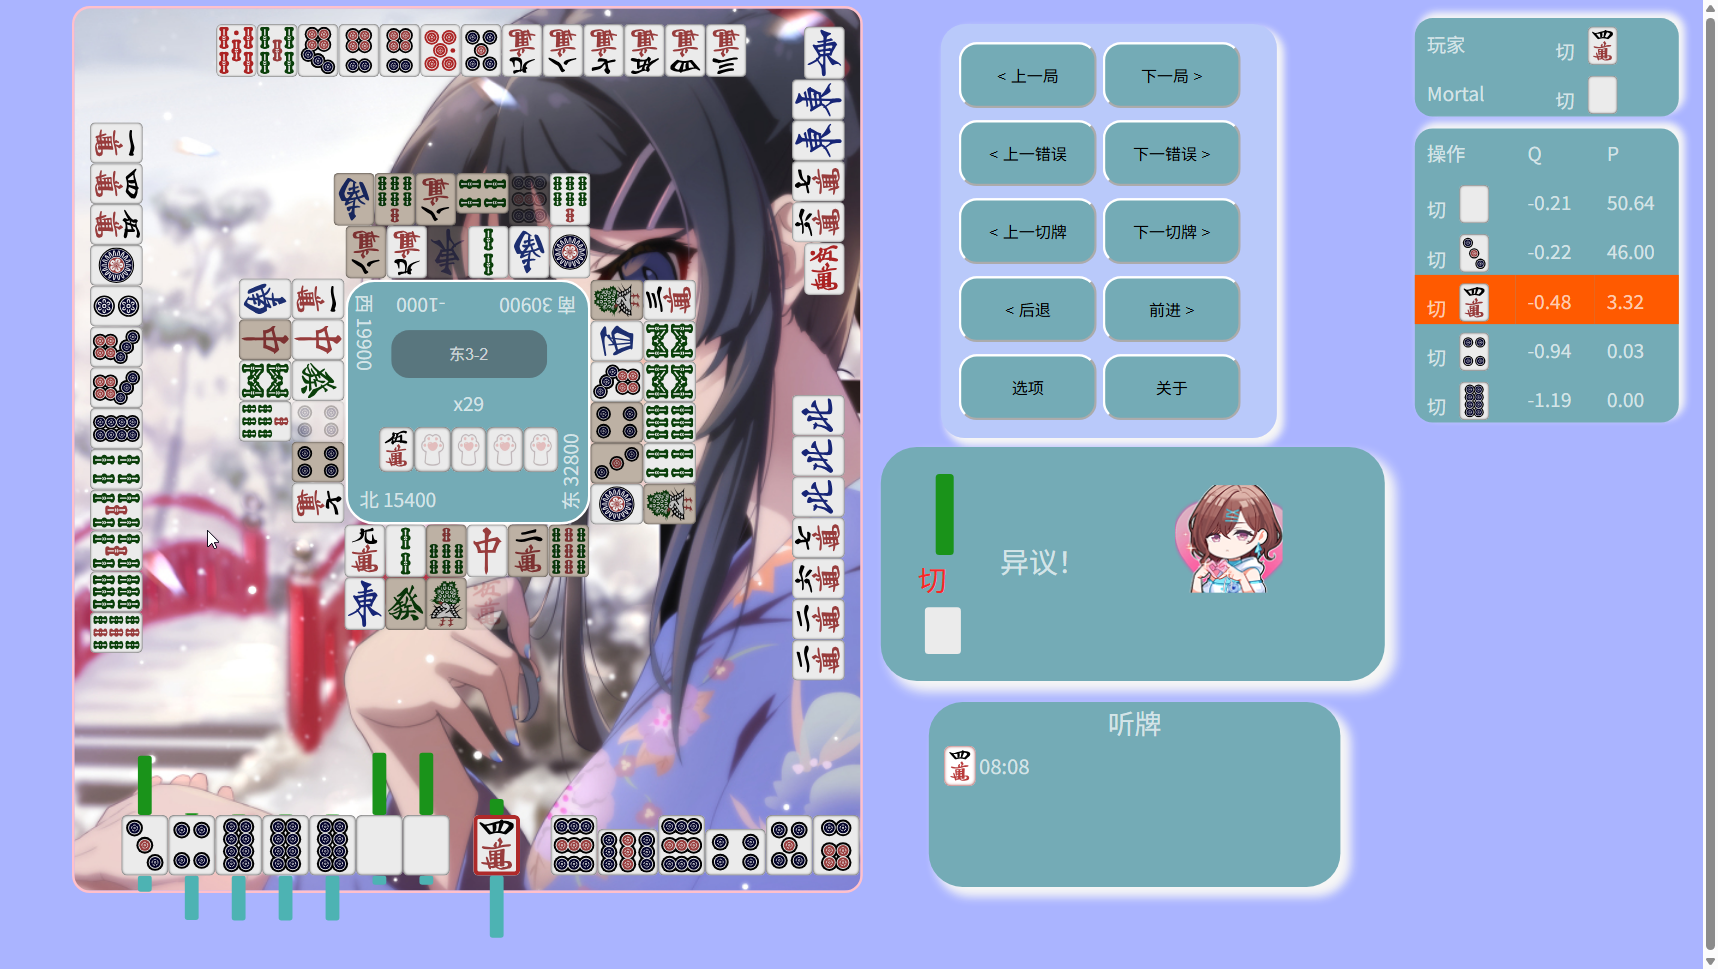 西 19900
-1000
南 30900
东3-2
x29
北 15400
东 32800
< 上一局
下一局 >
< 上一错误
下一错误 >
< 上一切牌
下一切牌 >
< 后退
前进 >
选项
关于
玩家 切
Mortal 切
操作 Q P
切 -0.21 50.64
切 -0.22 46.00
切 -0.48 3.32
切 -0.94 0.03
切 -1.19 0.00
切
异议!
听牌
08:08